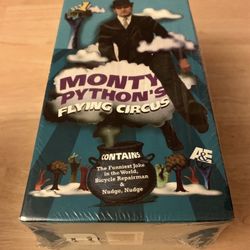 MONTY
PYTHON'S
FLYING CIRCUS
CONTAINS
The Funniest Joke
in the World,
Bicycle Repairman
&
Nudge, Nudge
A&E